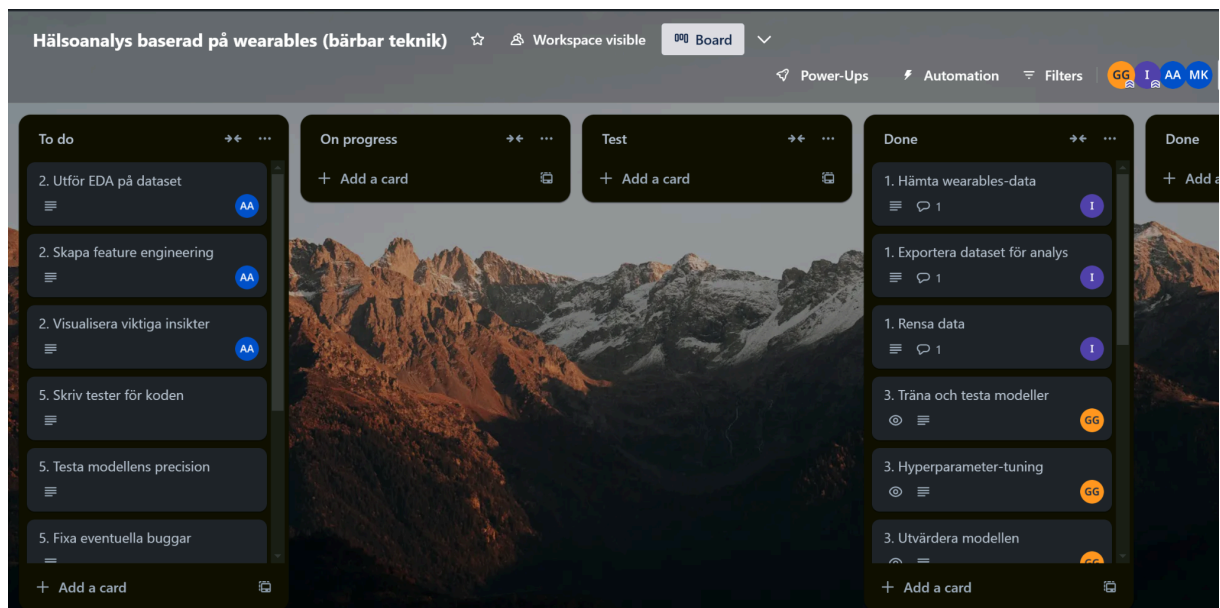 Hälsoanalys baserad på wearables (bärbar teknik)
Workspace visible
Board
Power-Ups
Automation
Filters
GG
I
AA
MK
To do
2. Utför EDA på dataset
AA
2. Skapa feature engineering
AA
2. Visualisera viktiga insikter
AA
5. Skriv tester för koden
5. Testa modellens precision
5. Fixa eventuella buggar
+ Add a card
On progress
+ Add a card
Test
+ Add a card
Done
1. Hämta wearables-data
1
I
1. Exportera dataset för analys
1
I
1. Rensa data
1
I
3. Träna och testa modeller
GG
3. Hyperparameter-tuning
GG
3. Utvärdera modellen
GG
+ Add a card
Done
+ Add